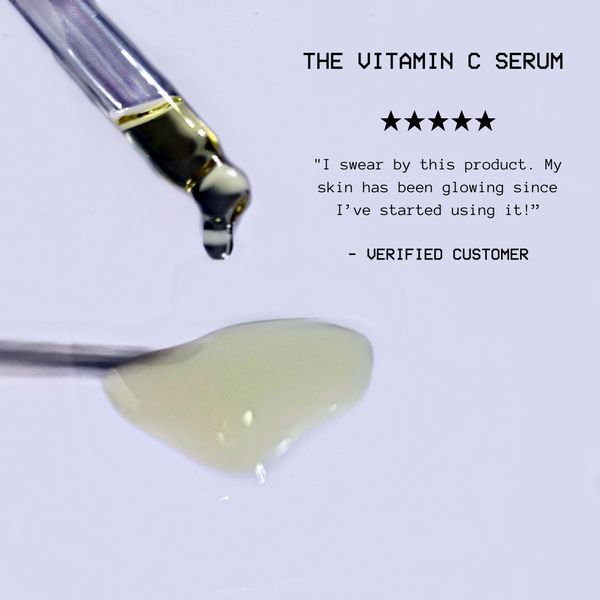 THE VITAMIN C SERUM
★★★★★
"I swear by this product. My
skin has been glowing since
I’ve started using it!”
- VERIFIED CUSTOMER